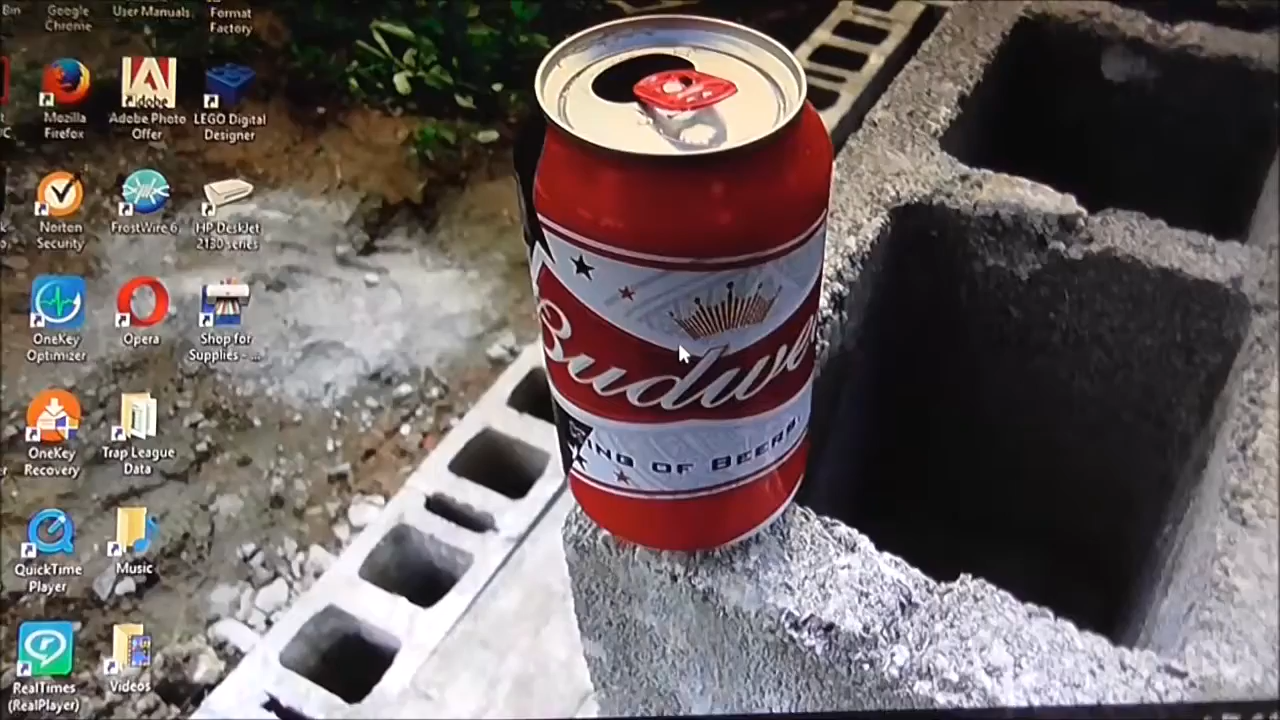 Bin
Google
Chrome
User Manuals
Format
Factory
Mozilla
Firefox
Adobe
Adobe Photo
Offer
LEGO Digital
Designer
Norton
Security
FrostWire 6
HP DeskJet
2130 series
OneKey
Optimizer
Opera
Shop for
Supplies - ...
OneKey
Recovery
Trap League
Data
QuickTime
Player
Music
RealTimes
(RealPlayer)
Videos
Budwe
KING OF BEERS